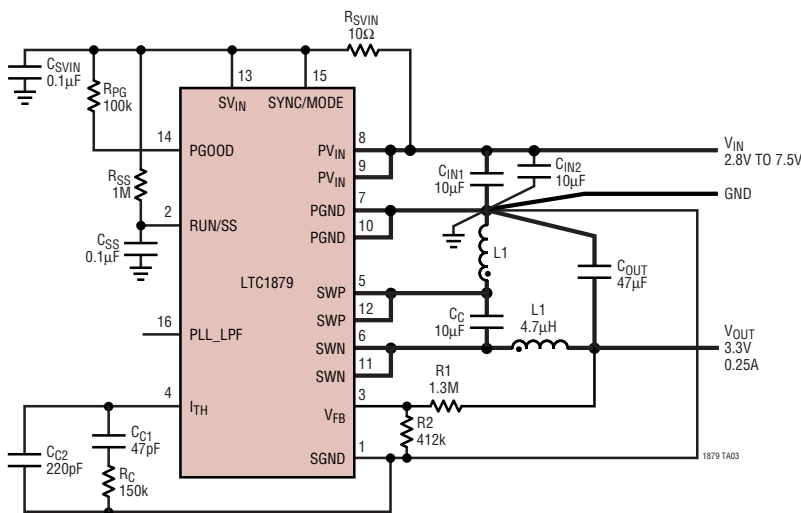 RSVIN
10Ω
CSVIN
0.1µF
RPG
100k
13
15
SVIN
SYNC/MODE
14
PGOOD
PVIN
8
VIN
2.8V TO 7.5V
RSS
1M
PVIN
9
CIN1
10µF
CIN2
10µF
PGND
7
GND
2
RUN/SS
PGND
10
CSS
0.1µF
LTC1879
L1
SWP
5
COUT
47µF
SWP
12
CC
10µF
L1
4.7µH
16
PLL_LPF
SWN
6
VOUT
3.3V
0.25A
SWN
11
R1
1.3M
4
ITH
VFB
3
R2
412k
CC1
47pF
CC2
220pF
RC
150k
SGND
1
1879 TA03